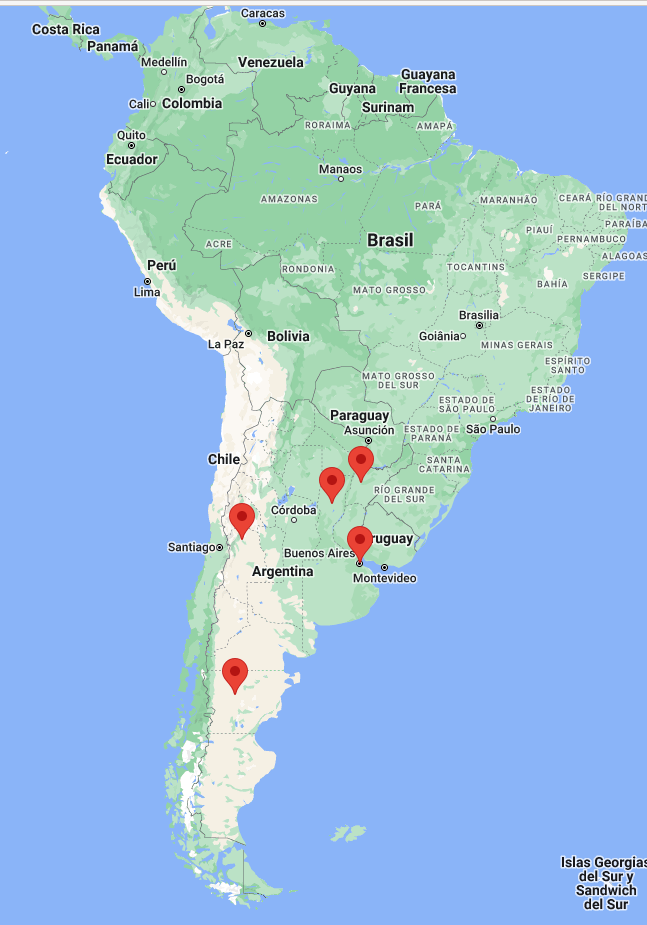 Caracas
Costa Rica
Panamá
Medellín
Venezuela
Bogotá
Guyana
Guayana
Francesa
Cali
Colombia
Surinam
RORAIMA
AMAPÁ
Quito
Ecuador
Manaos
AMAZONAS
PARÁ
MARANHÃO
CEARÁ
RÍO GRAND
DEL NORT
PARAÍBA
PIAUÍ
PERNAMBUCO
ACRE
Brasil
ALAGOAS
Perú
RONDONIA
TOCANTINS
SERGIPE
Lima
MATO GROSSO
BAHÍA
Brasilia
Goiânia
La Paz
Bolivia
MINAS GERAIS
ESPÍRITO
SANTO
MATO GROSSO
DEL SUR
ESTADO DE
SÃO PAULO
ESTADO
DE RÍO DE
JANEIRO
Paraguay
Asunción
ESTADO DE
PARANÁ
São Paulo
Chile
SANTA
CATARINA
RÍO GRANDE
DEL SUR
Córdoba
Santiago
Buenos Aires
ruguay
Argentina
Montevideo
Islas Georgias
del Sur y
Sandwich
del Sur